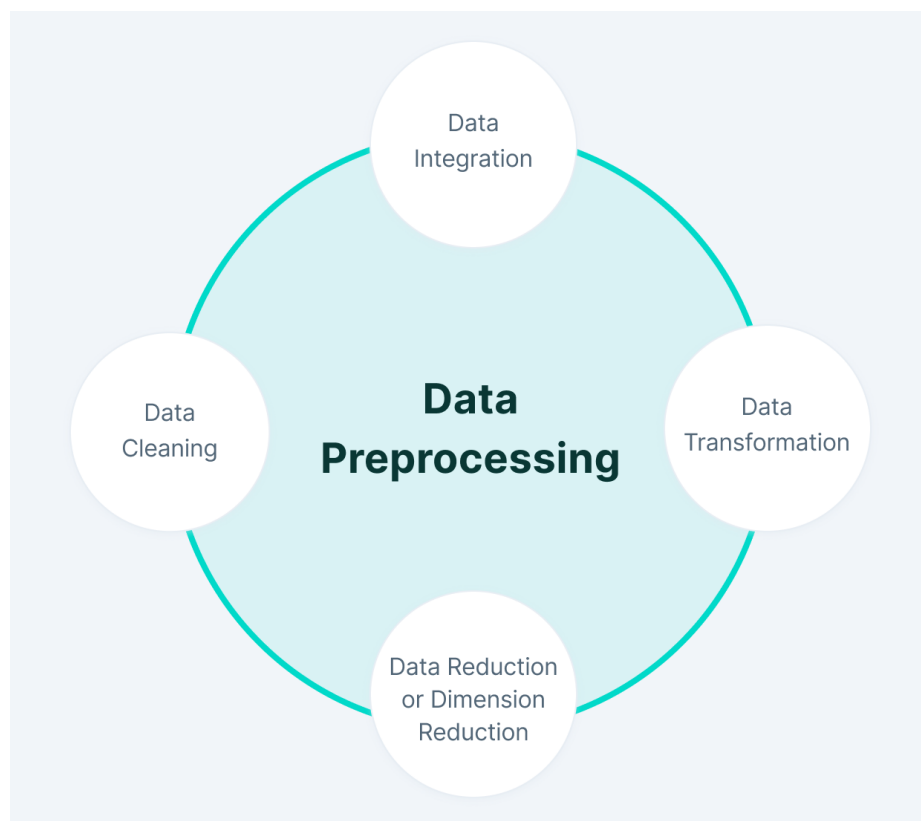 Data
Integration
Data
Cleaning
Data
Preprocessing
Data
Transformation
Data Reduction
or Dimension
Reduction